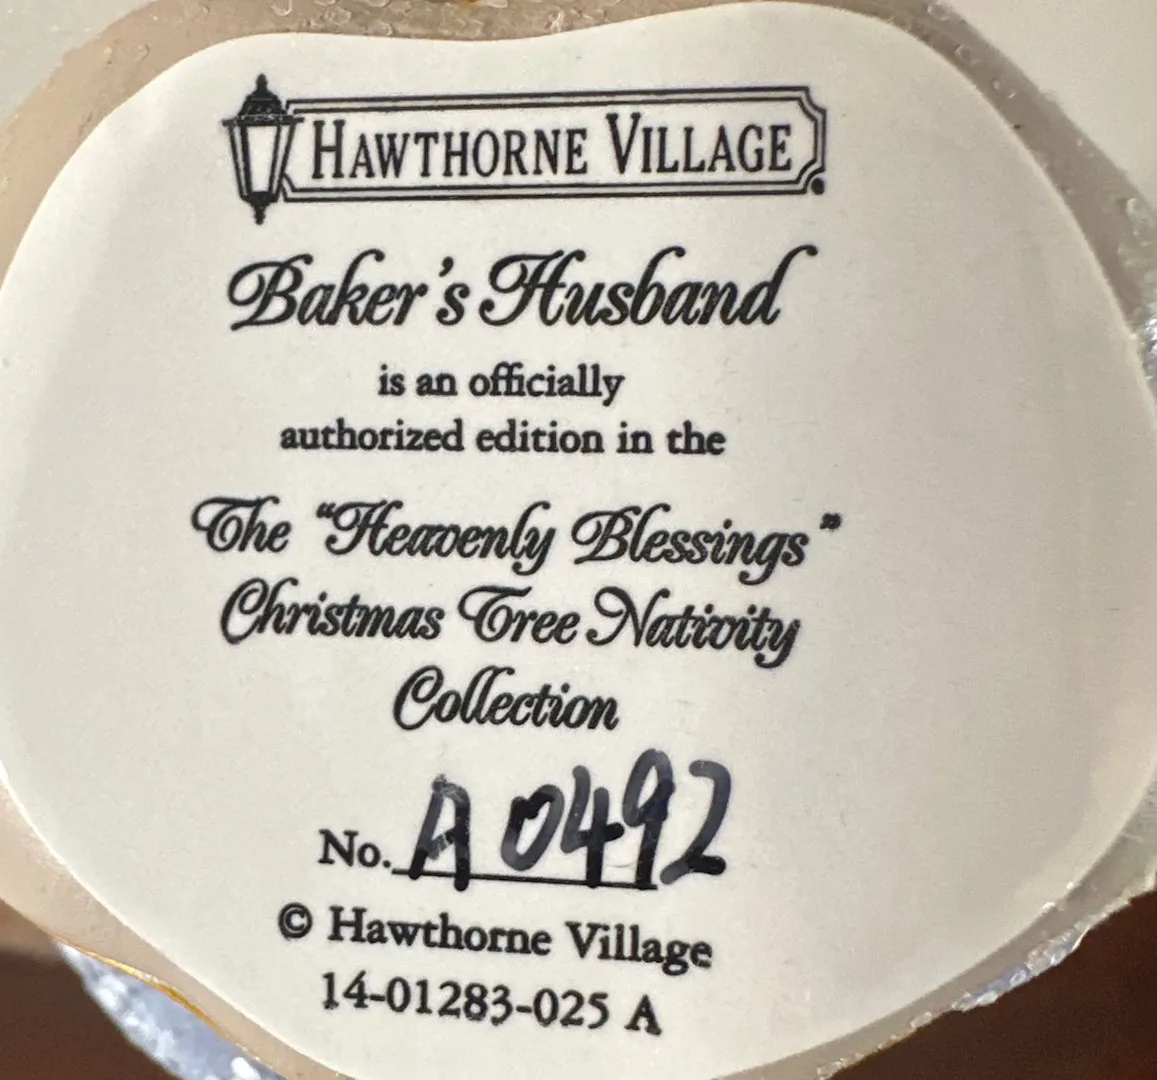 HAWTHORNE VILLAGE
Baker's Husband
is an officially
authorized edition in the
The "Heavenly Blessings"
Christmas Tree Nativity
Collection
No. A 0492
© Hawthorne Village
14-01283-025 A